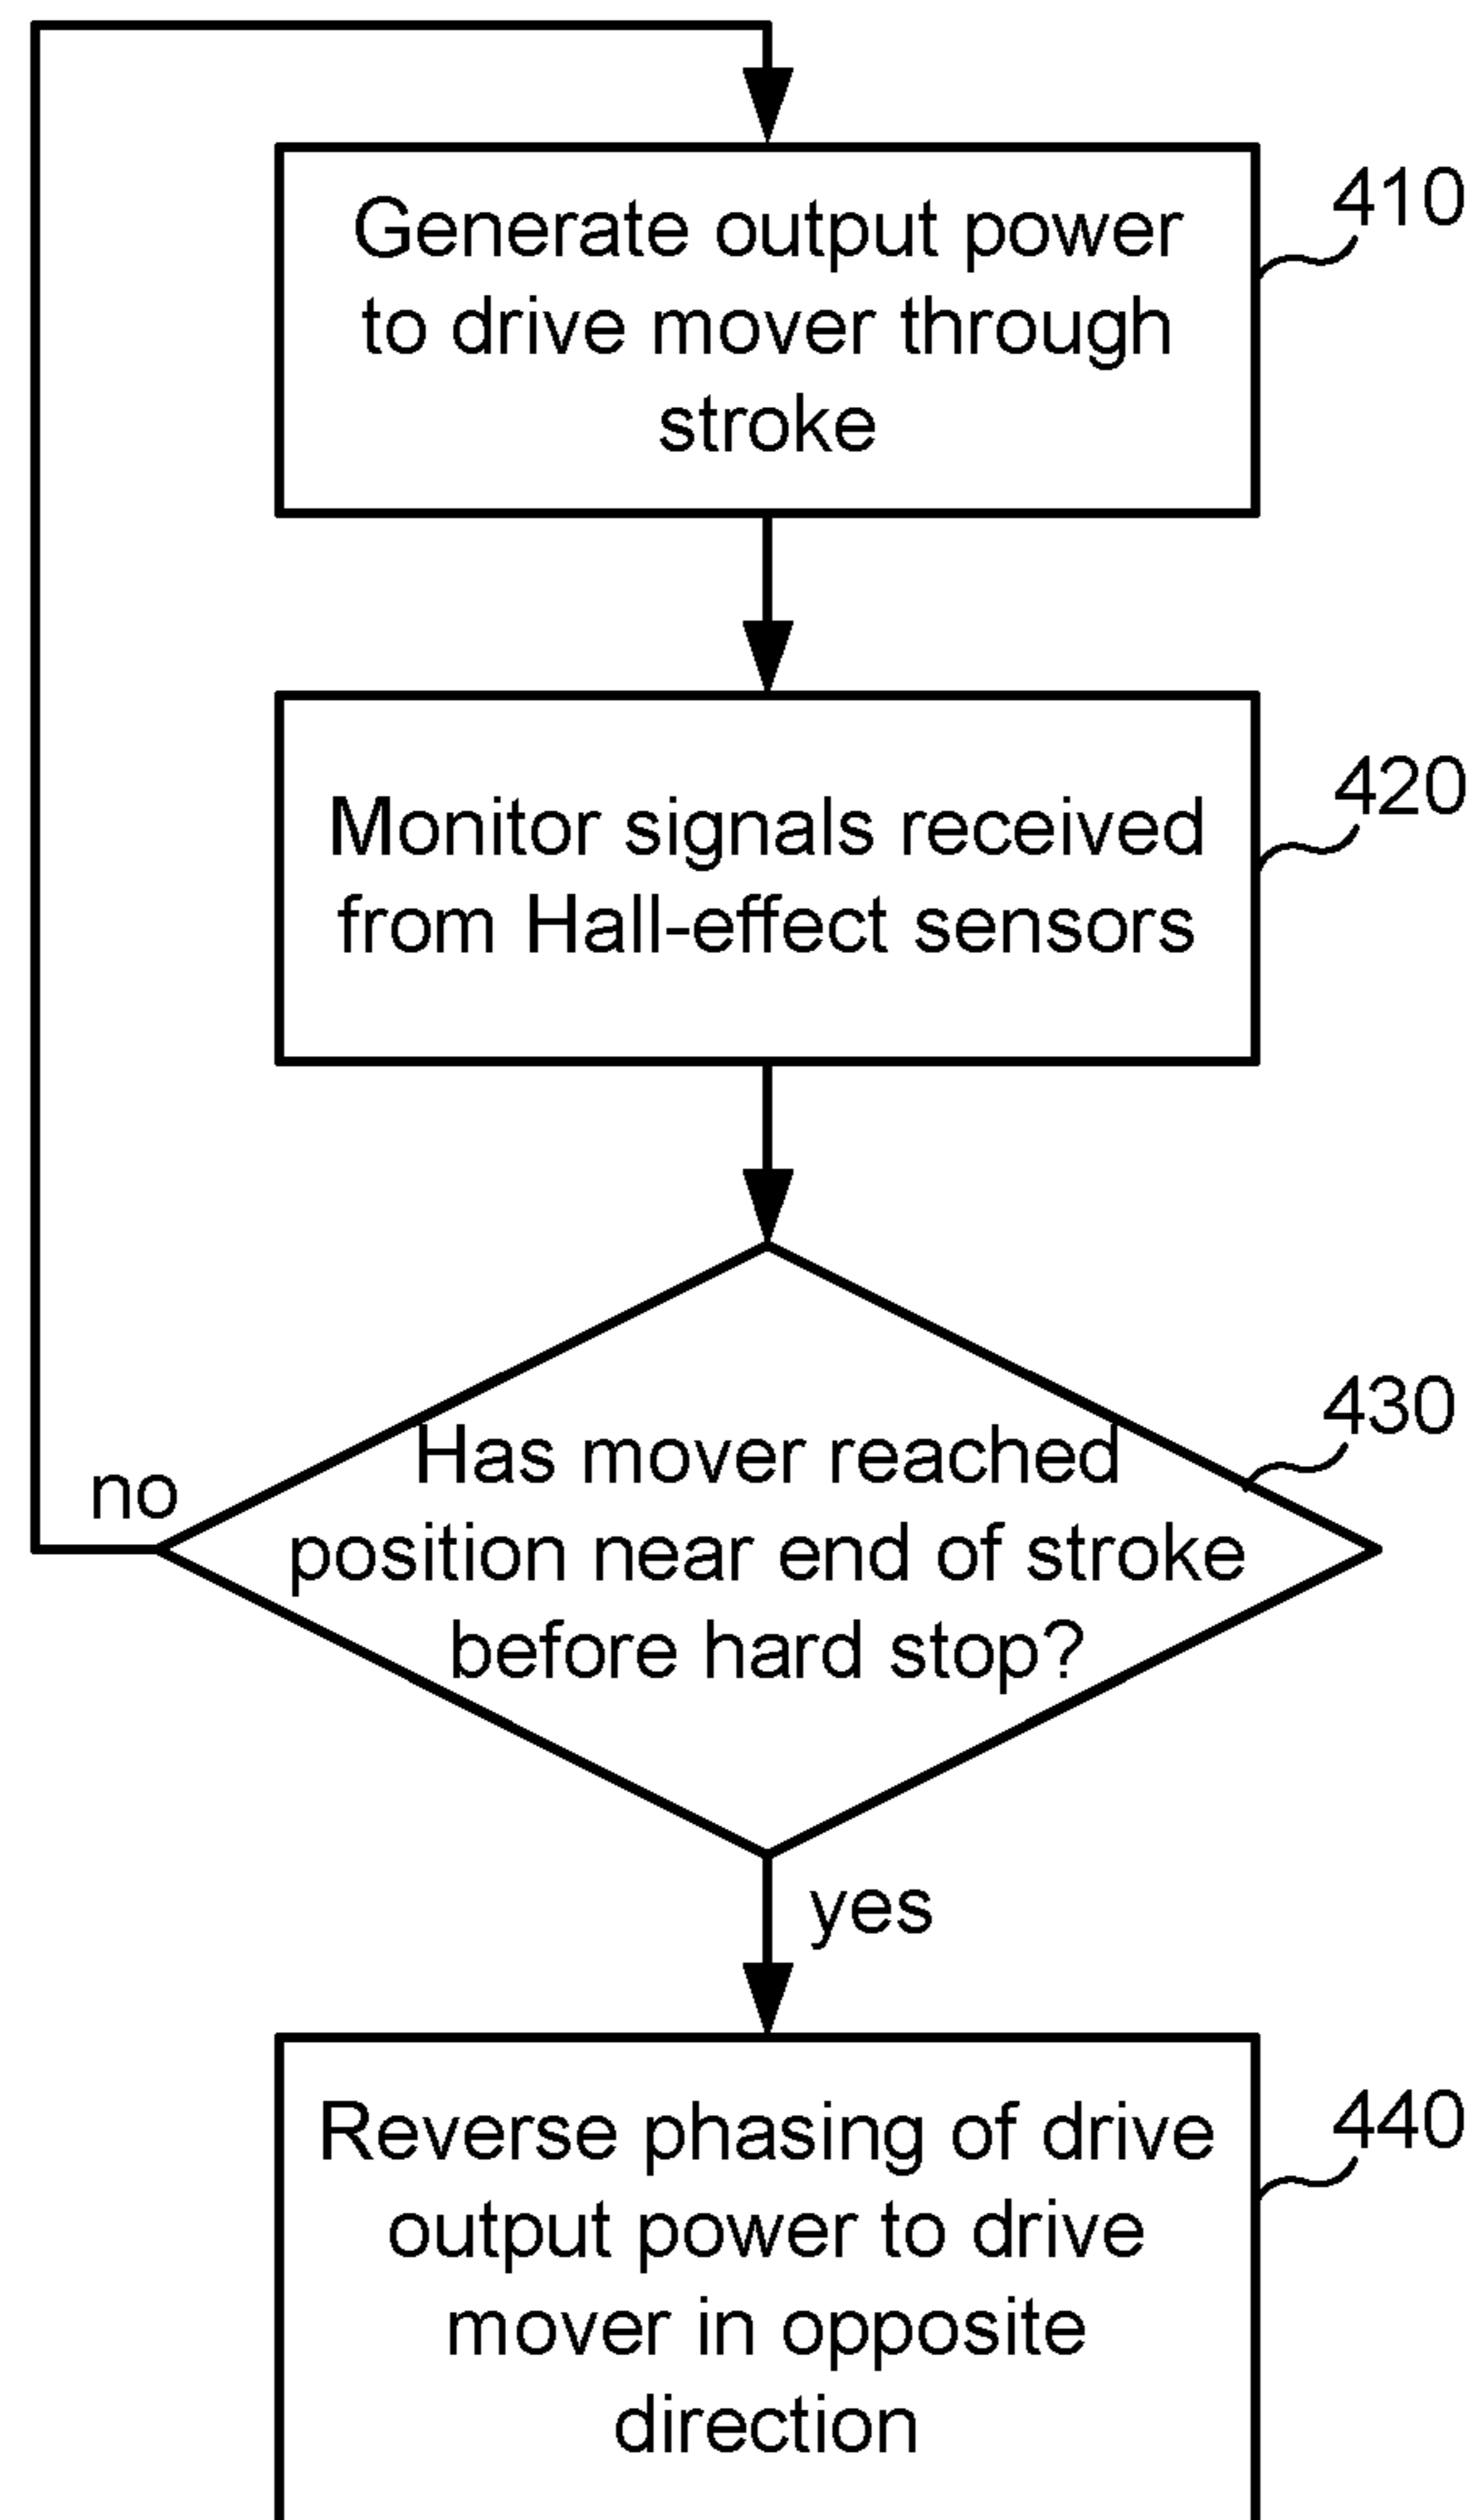 Generate output power
to drive mover through
stroke
410
Monitor signals received
from Hall-effect sensors
420
Has mover reached
position near end of stroke
before hard stop?
430
no
yes
Reverse phasing of drive
output power to drive
mover in opposite
direction
440